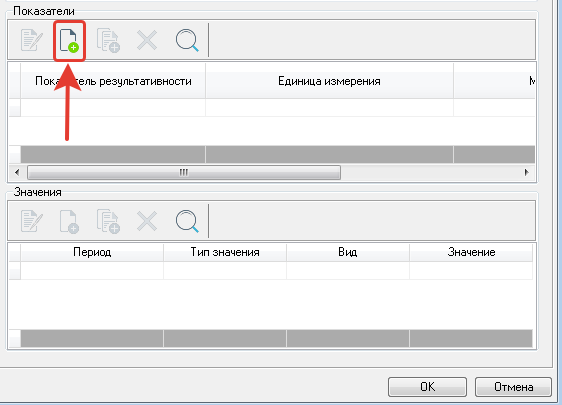 Показатели
Показатель результативности Единица измерения М
Значения
Период Тип значения Вид Значение
OK Отмена